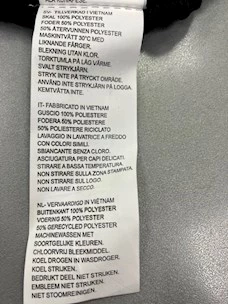 SV- TILLVERKAD I VIETNAM
SKAL 100% POLYESTER
FODER 50% POLYESTER
50% ÅTERVUNNEN POLYESTER
MASKINTVÄTT 30°C MED
LIKNANDE FÄRGER.
BLEKNING UTAN KLOR.
TORKTUMLA PÅ LÅG VÄRME.
SVALT STRYKJÄRN.
STRYK INTE PÅ TRYCKT OMRÅDE.
ANVÄND INTE STRYKJÄRN PÅ LOGGA.
KEMTVÄTTA INTE.
IT- FABBRICATO IN VIETNAM
GUSCIO 100% POLIESTERE
FODERA 50% POLIESTERE
50% POLIESTERE RICICLATO
LAVAGGIO IN LAVATRICE A FREDDO
CON COLORI SIMILI.
SBIANCANTE SENZA CLORO.
ASCIUGATURA PER CAPI DELICATI.
STIRARE A BASSA TEMPERATURA.
NON STIRARE SULLA ZONA STAMPATA.
NON STIRARE SUL LOGO.
NON LAVARE A SECCO.
NL- VERVAARDIGD IN VIETNAM
BUITENKANT 100% POLYESTER
VOERING 50% POLYESTER
50% GERECYCLED POLYESTER
MACHINEWASSEN MET
SOORTGELIJKE KLEUREN.
CHLOORVRIJ BLEEKMIDDEL.
KOEL DROGEN IN WASDROGER.
KOEL STRIJKEN.
BEDRUKT DEEL NIET STRIJKEN.
EMBLEEM NIET STRIJKEN.
NIET STOOMREINIGEN.